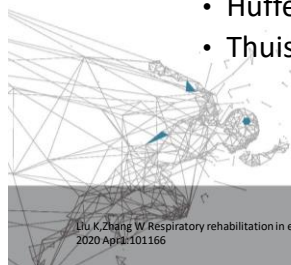 • Huffe
• Thuis
Liu K,Zhang W Respiratory rehabilitation in e
2020 Apr1:101166